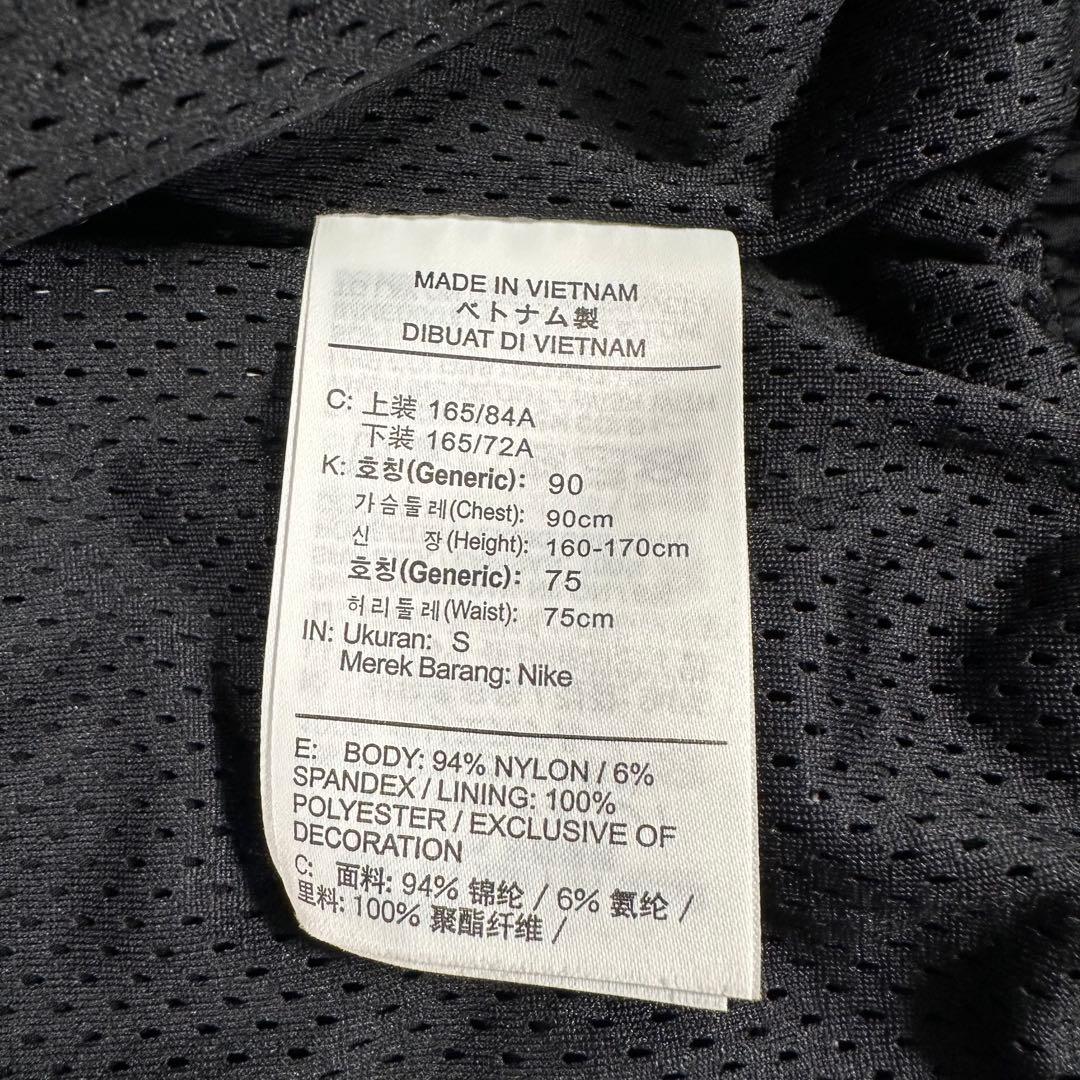 MADE IN VIETNAM
ベトナム製
DIBUAT DI VIETNAM
C: 上装 165/84A
下装 165/72A
K: 호칭(Generic): 90
가슴둘레(Chest): 90cm
신 장(Height): 160-170cm
호칭(Generic): 75
허리둘레(Waist): 75cm
IN: Ukuran: S
Merek Barang: Nike
E: BODY: 94% NYLON / 6%
SPANDEX / LINING: 100%
POLYESTER / EXCLUSIVE OF
DECORATION
C: 面料: 94% 锦纶 / 6% 氨纶 /
里料: 100% 聚酯纤维 /